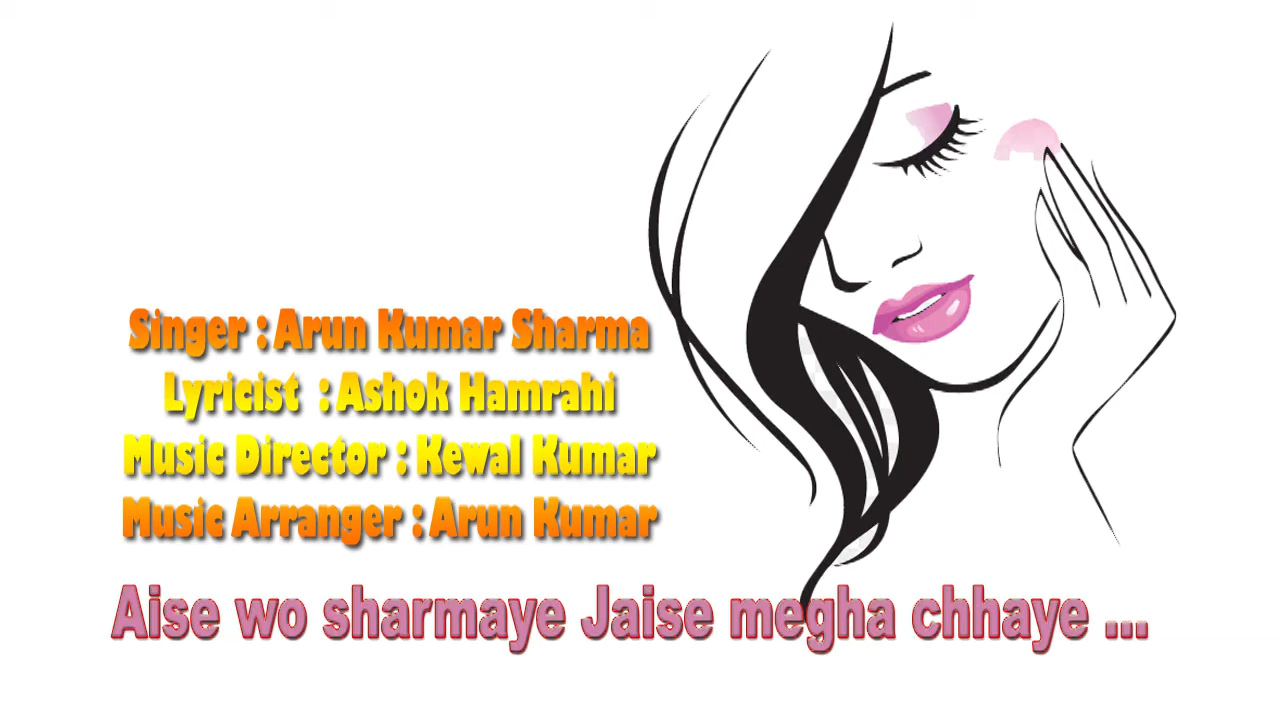 Singer : Arun Kumar Sharma
Lyricist : Ashok Hamrahi
Music Director : Kewal Kumar
Music Arranger : Arun Kumar
Aise wo sharmaye Jaise megha chhaye ...